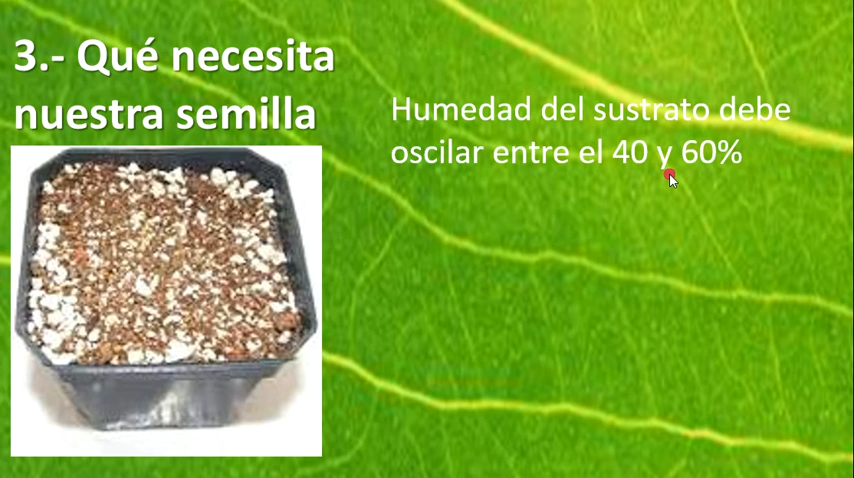 3.- Qué necesita
nuestra semilla
Humedad del sustrato debe
oscilar entre el 40 y 60%